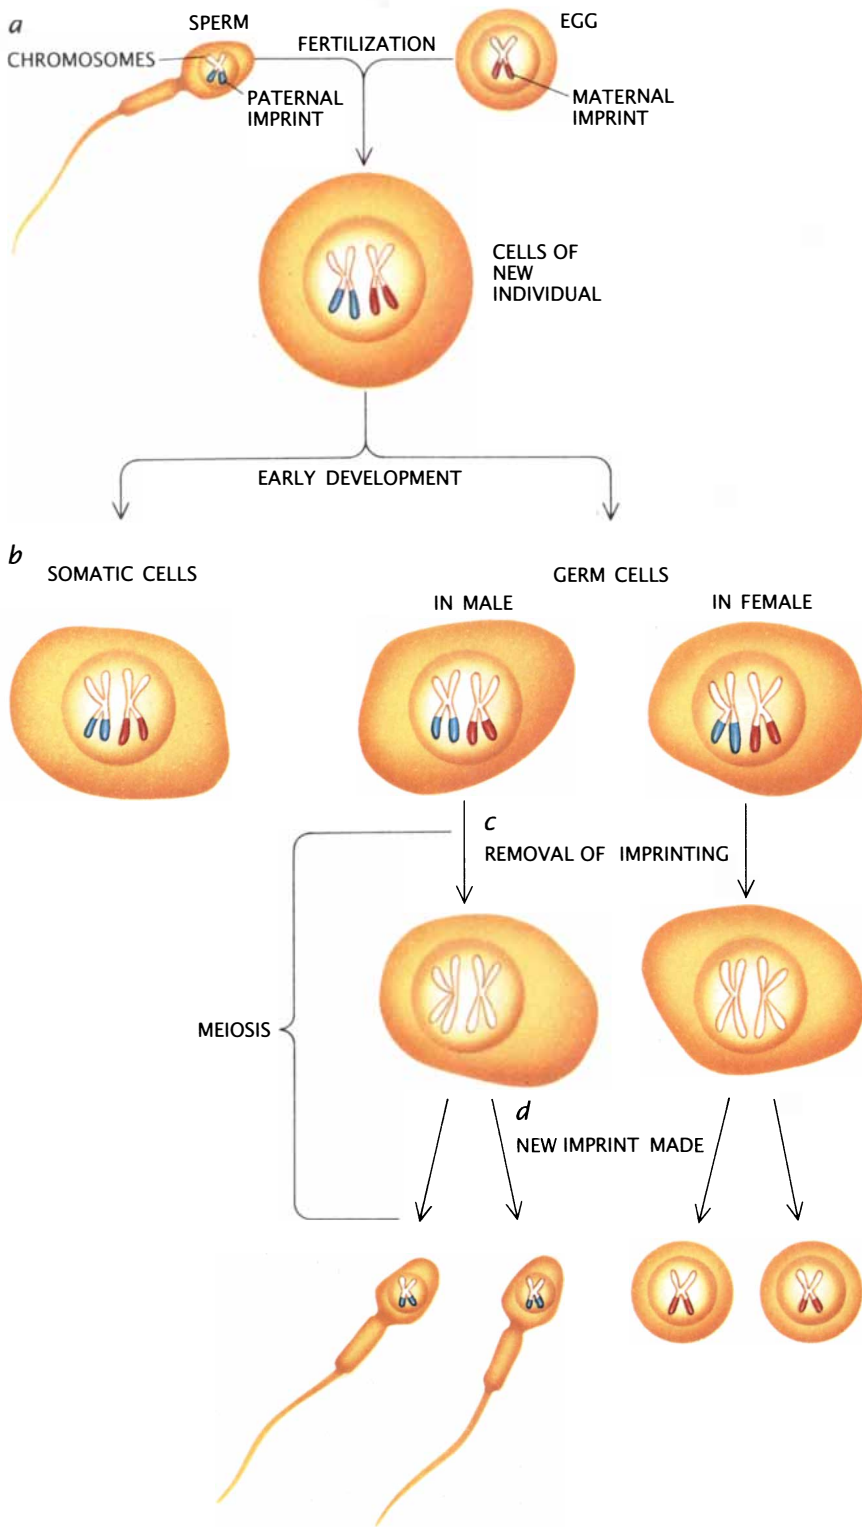 a
SPERM
EGG
FERTILIZATION
CHROMOSOMES
PATERNAL
IMPRINT
MATERNAL
IMPRINT
CELLS OF
NEW
INDIVIDUAL
EARLY DEVELOPMENT
b
SOMATIC CELLS
GERM CELLS
IN MALE
IN FEMALE
c
REMOVAL OF IMPRINTING
MEIOSIS
d
NEW IMPRINT MADE